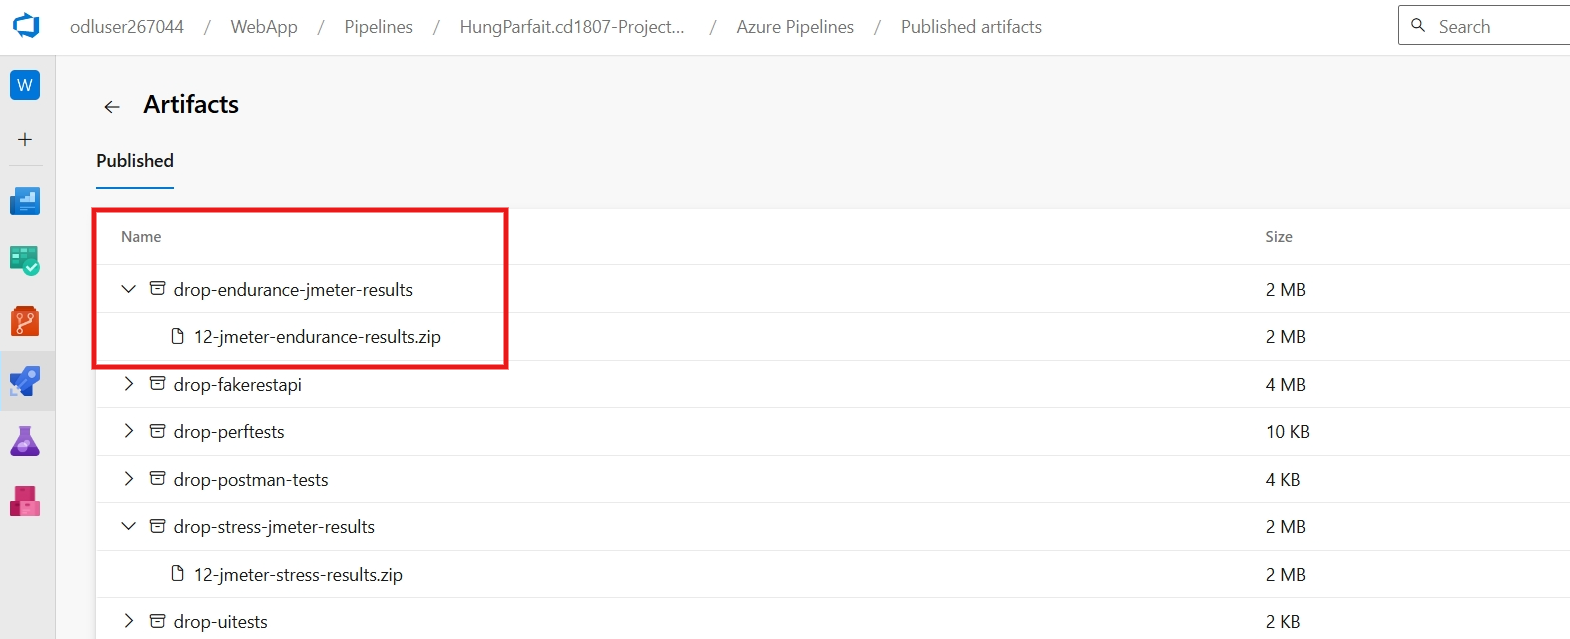 odluser267044 / WebApp / Pipelines / HungParfait.cd1807-Project... / Azure Pipelines / Published artifacts
Search
W
Artifacts
Published
Name Size
drop-endurance-jmeter-results 2 MB
12-jmeter-endurance-results.zip 2 MB
drop-fakerestapi 4 MB
drop-perftests 10 KB
drop-postman-tests 4 KB
drop-stress-jmeter-results 2 MB
12-jmeter-stress-results.zip 2 MB
drop-uitests 2 KB